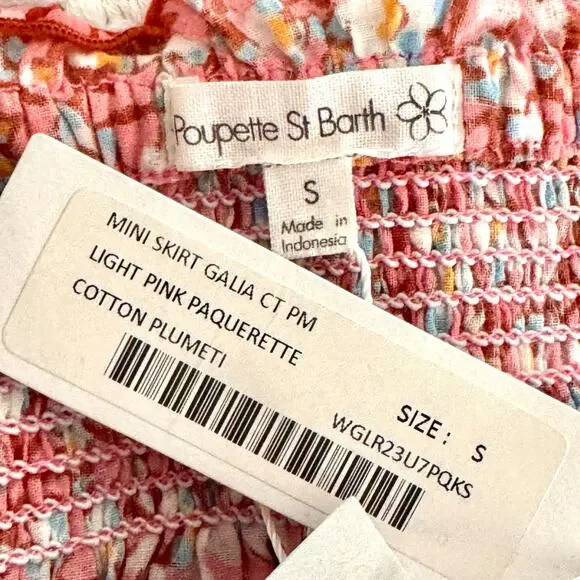 Poupette St Barth
S
Made in
Indonesia
MINI SKIRT GALIA CT PM
LIGHT PINK PAQUERETTE
COTTON PLUMETI
SIZE : S
WGLR23U7PQKS